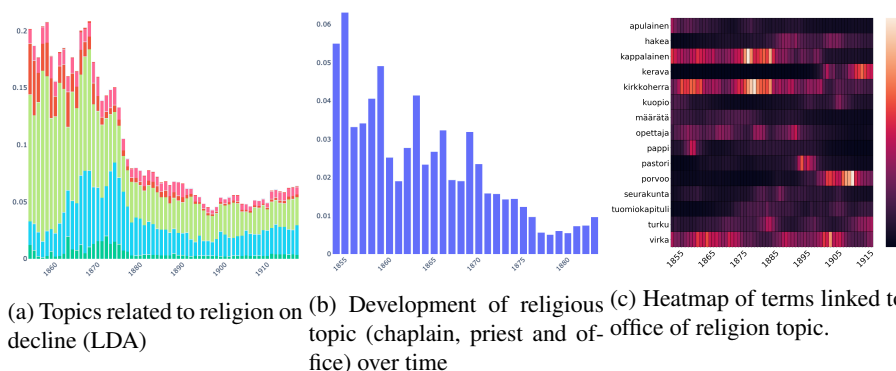 0.2
0.15
0.1
0.05
0
1860
1870
1880
1890
1900
1910
(a) Topics related to religion on
decline (LDA)
0.06
0.05
0.04
0.03
0.02
0.01
0
1855
1860
1865
1870
1875
1880
(b) Development of religious
topic (chaplain, priest and of-
fice) over time
apulainen
hakea
kappalainen
kerava
kirkkoherra
kuopio
määrätä
opettaja
pappi
pastori
porvoo
seurakunta
tuomiokapituli
turku
virka
1855
1865
1875
1885
1895
1905
1915
(c) Heatmap of terms linked t
office of religion topic.